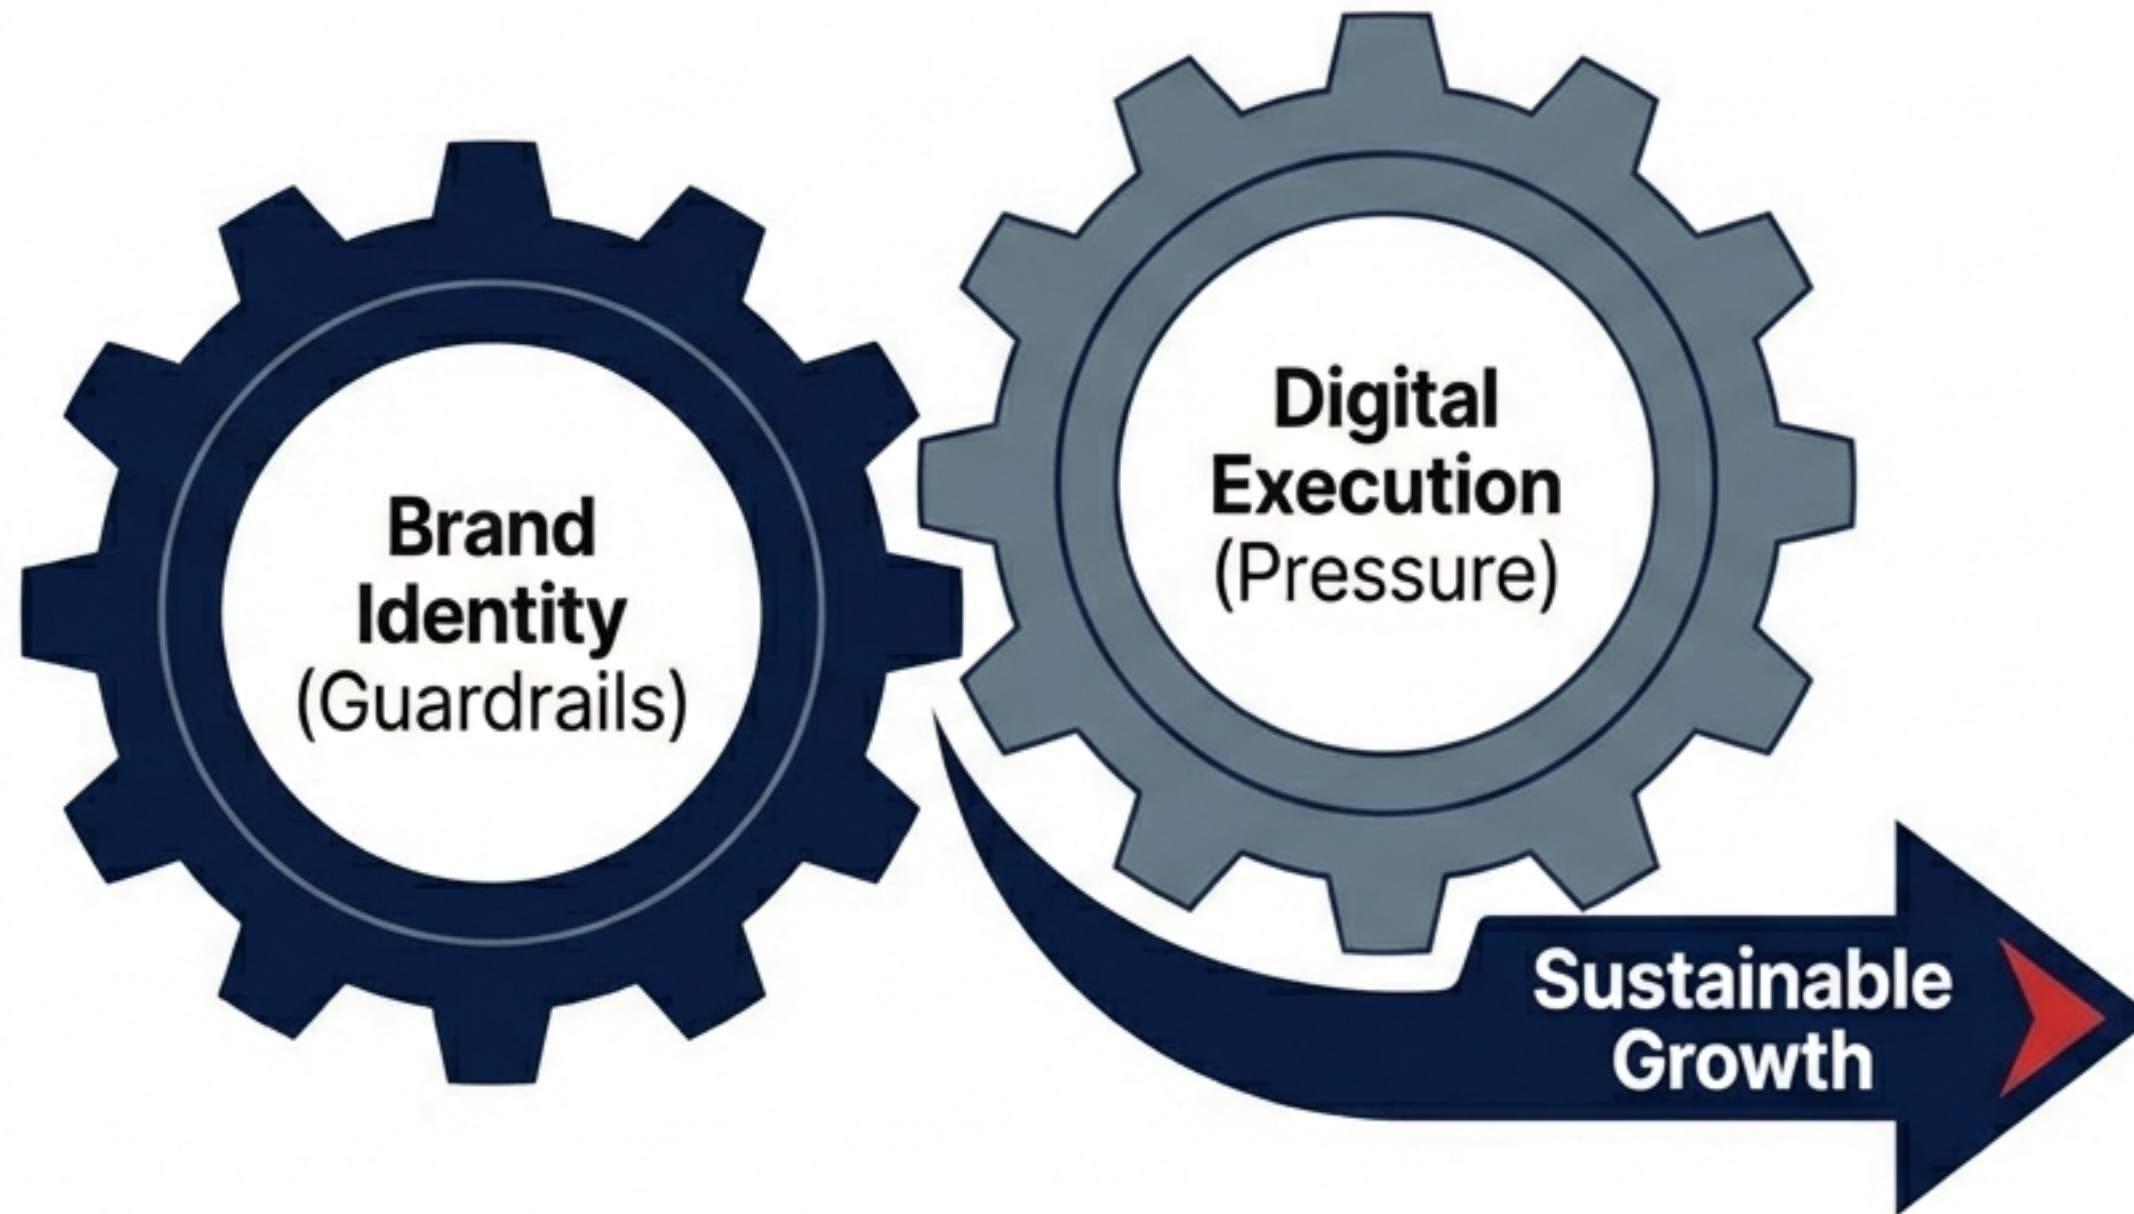 Brand
Identity
(Guardrails)
Digital
Execution
(Pressure)
Sustainable
Growth